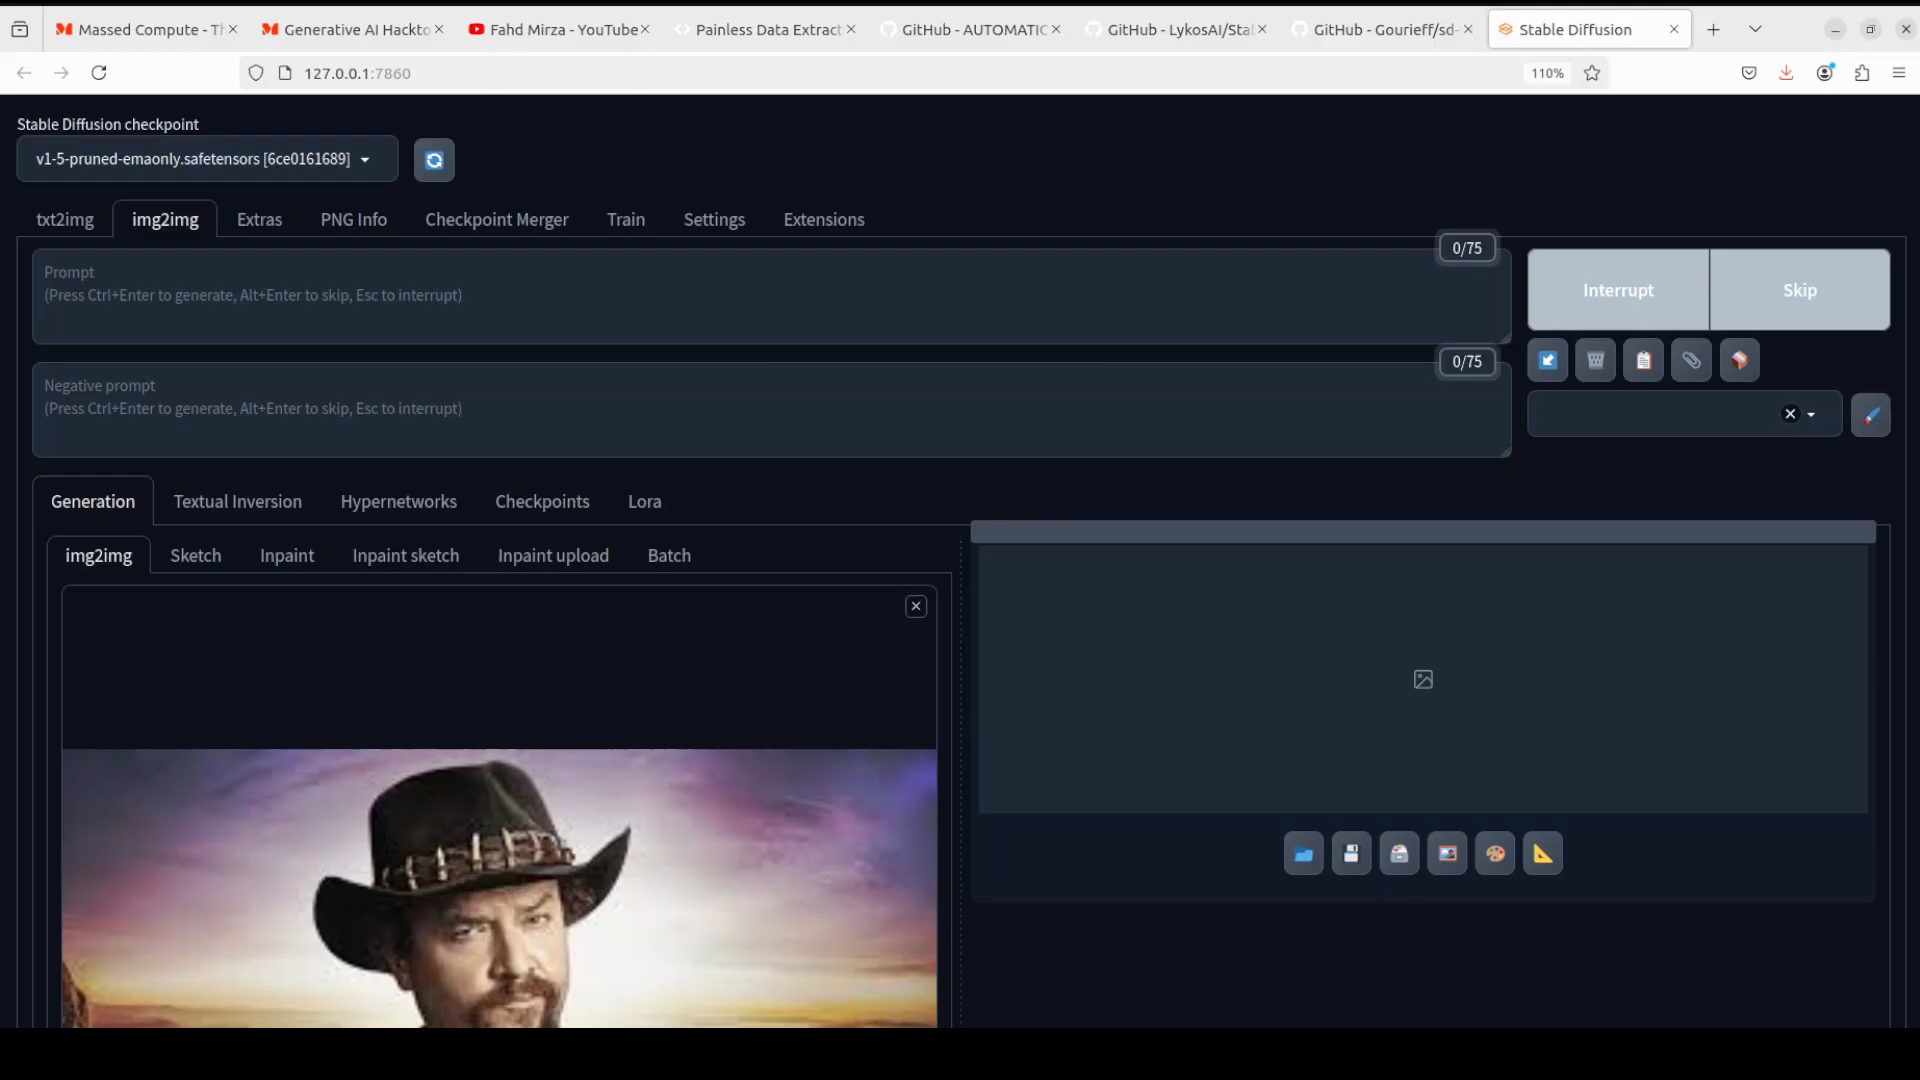 Massed Compute - Th
Generative AI Hackto
Fahd Mirza - YouTube
Painless Data Extract
GitHub - AUTOMATIC
GitHub - LykosAI/Stal
GitHub - Gourieff/sd-
Stable Diffusion
127.0.0.1:7860
110%
Stable Diffusion checkpoint
v1-5-pruned-emaonly.safetensors [6ce0161689]
txt2img
img2img
Extras
PNG Info
Checkpoint Merger
Train
Settings
Extensions
0/75
Prompt
(Press Ctrl+Enter to generate, Alt+Enter to skip, Esc to interrupt)
Interrupt
Skip
0/75
Negative prompt
(Press Ctrl+Enter to generate, Alt+Enter to skip, Esc to interrupt)
Generation
Textual Inversion
Hypernetworks
Checkpoints
Lora
img2img
Sketch
Inpaint
Inpaint sketch
Inpaint upload
Batch